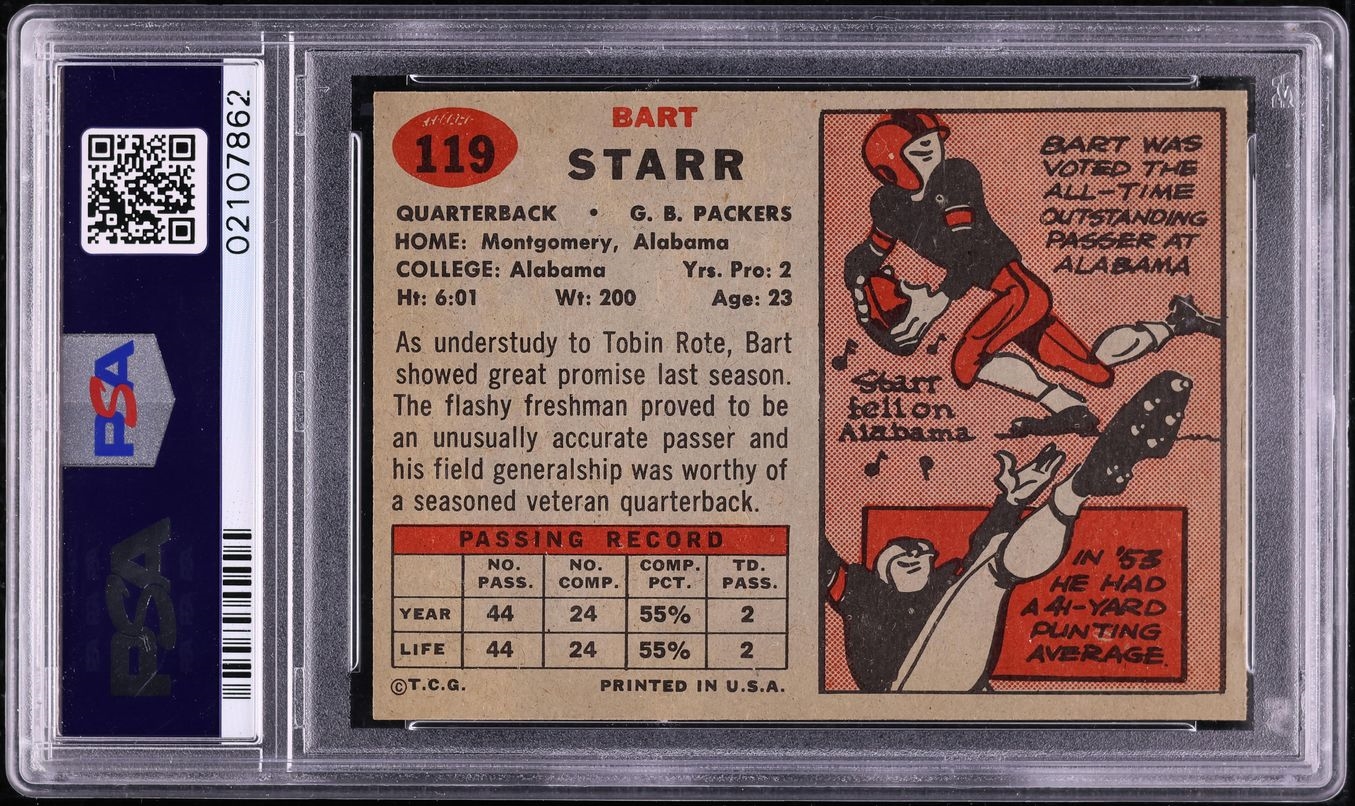 02107862
PSA
PSA
119
BART
STARR
QUARTERBACK • G. B. PACKERS
HOME: Montgomery, Alabama
COLLEGE: Alabama Yrs. Pro: 2
Ht: 6:01 Wt: 200 Age: 23
As understudy to Tobin Rote, Bart
showed great promise last season.
The flashy freshman proved to be
an unusually accurate passer and
his field generalship was worthy of
a seasoned veteran quarterback.
PASSING RECORD
NO. PASS. NO. COMP. COMP. PCT. TD. PASS.
YEAR 44 24 55% 2
LIFE 44 24 55% 2
©T.C.G. PRINTED IN U.S.A.
BART WAS
VOTED THE
ALL-TIME
OUTSTANDING
PASSER AT
ALABAMA
Starr
fell on
Alabama
IN '53
HE HAD
A 41-YARD
PUNTING
AVERAGE.